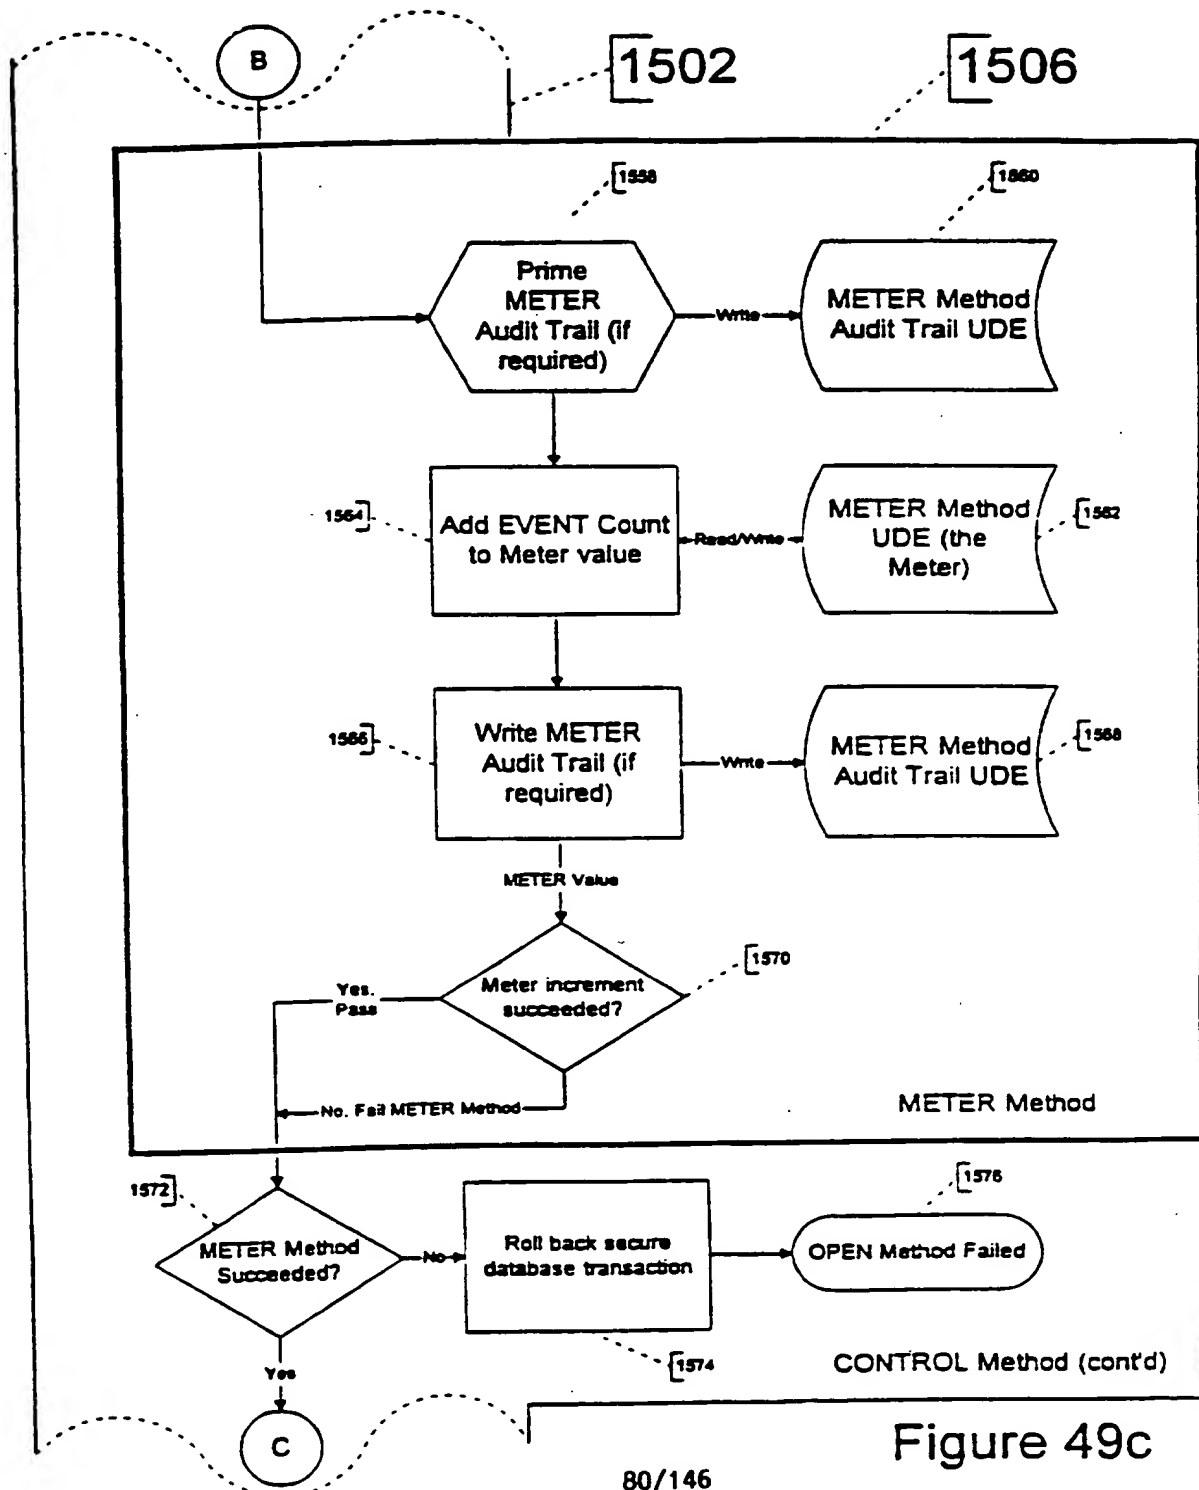 B
1502
1506
1558
1560
Prime
METER
Audit Trail (if
required)
Write
METER Method
Audit Trail UDE
1564
Add EVENT Count
to Meter value
Read/Write
METER Method
UDE (the
Meter)
1562
1566
Write METER
Audit Trail (if
required)
Write
METER Method
Audit Trail UDE
1568
METER Value
Meter increment
succeeded?
1570
Yes.
Pass
No. Fail METER Method
METER Method
1572
METER Method
Succeeded?
No
Roll back secure
database transaction
1576
OPEN Method Failed
1574
Yes
CONTROL Method (cont'd)
C
Figure 49c
80/146